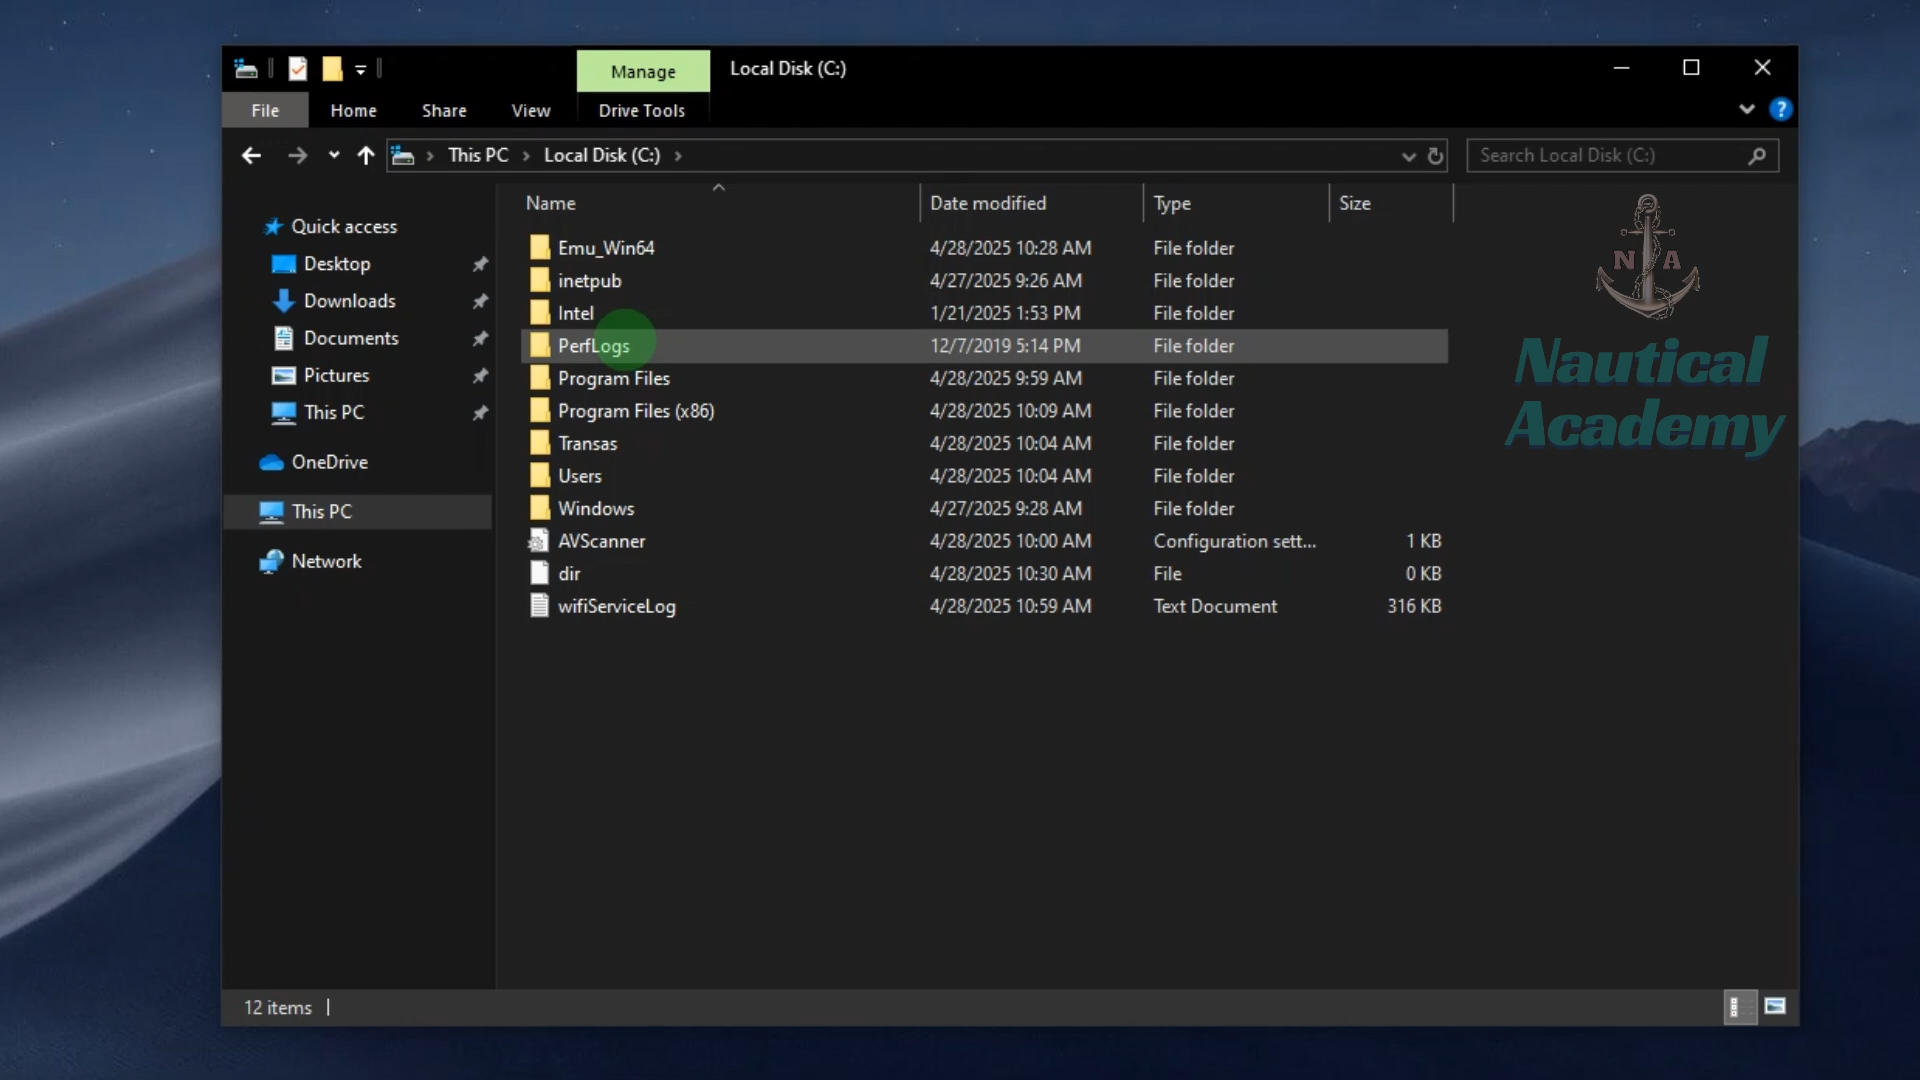 Manage
Local Disk (C:)
File
Home
Share
View
Drive Tools
?
This PC
Local Disk (C:)
Search Local Disk (C:)
Name
Date modified
Type
Size
Quick access
Desktop
Downloads
Documents
Pictures
This PC
OneDrive
This PC
Network
Emu_Win64 4/28/2025 10:28 AM File folder
inetpub 4/27/2025 9:26 AM File folder
Intel 1/21/2025 1:53 PM File folder
PerfLogs 12/7/2019 5:14 PM File folder
Program Files 4/28/2025 9:59 AM File folder
Program Files (x86) 4/28/2025 10:09 AM File folder
Transas 4/28/2025 10:04 AM File folder
Users 4/28/2025 10:04 AM File folder
Windows 4/27/2025 9:28 AM File folder
AVScanner 4/28/2025 10:00 AM Configuration sett... 1 KB
dir 4/28/2025 10:30 AM File 0 KB
wifiServiceLog 4/28/2025 10:59 AM Text Document 316 KB
N A
Nautical
Academy
12 items